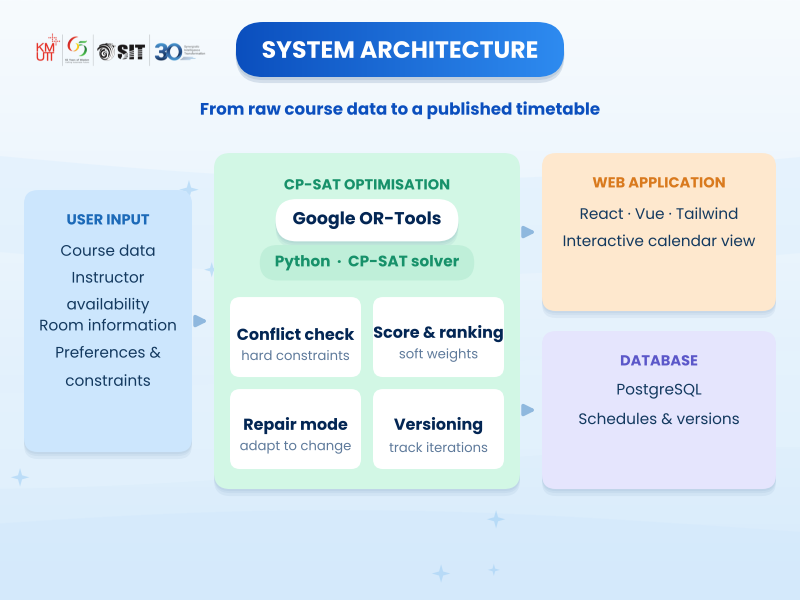 KM
UTT
65
SIT
30
SYSTEM ARCHITECTURE
From raw course data to a published timetable
USER INPUT
Course data
Instructor
availability
Room information
Preferences &
constraints
CP-SAT OPTIMISATION
Google OR-Tools
Python · CP-SAT solver
Conflict check
hard constraints
Score & ranking
soft weights
Repair mode
adapt to change
Versioning
track iterations
WEB APPLICATION
React · Vue · Tailwind
Interactive calendar view
DATABASE
PostgreSQL
Schedules & versions